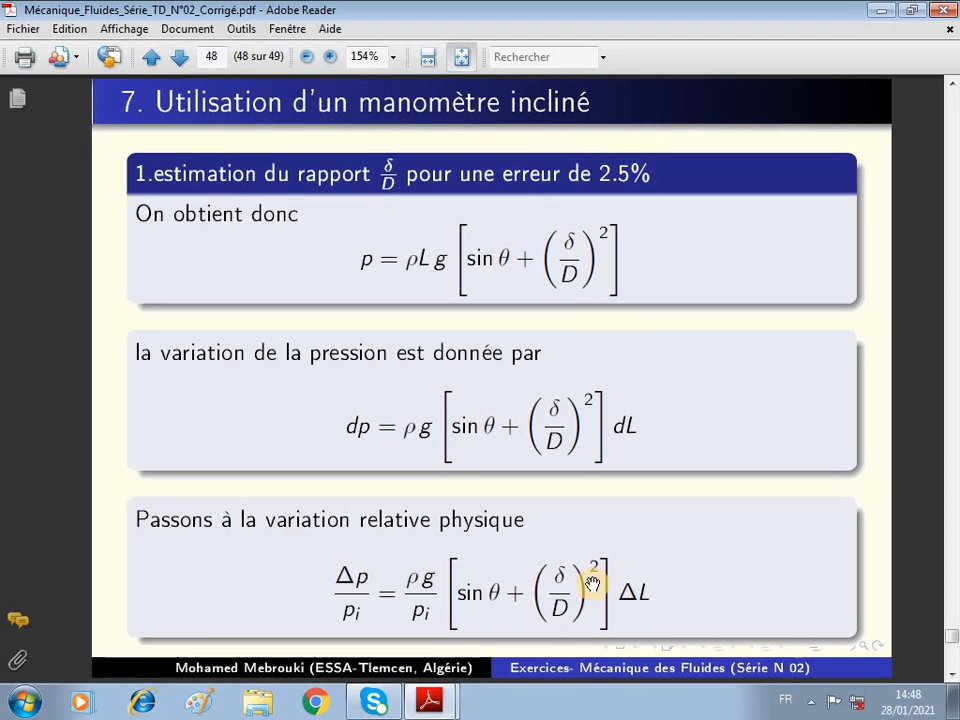 Mécanique_Fluides_Série_TD_N°02_Corrigé.pdf - Adobe Reader
Fichier Edition Affichage Document Outils Fenêtre Aide
48 (48 sur 49) 154% Rechercher
7. Utilisation d'un manomètre incliné
1.estimation du rapport δ/D pour une erreur de 2.5%
On obtient donc
p = ρL g [sin θ + (δ/D)²]
la variation de la pression est donnée par
dp = ρ g [sin θ + (δ/D)²] dL
Passons à la variation relative physique
Δp/pᵢ = ρ g/pᵢ [sin θ + (δ/D)²] ΔL
Mohamed Mebrouki (ESSA-Tlemcen, Algérie) Exercices- Mécanique des Fluides (Série N 02)
FR 14:48
28/01/2021